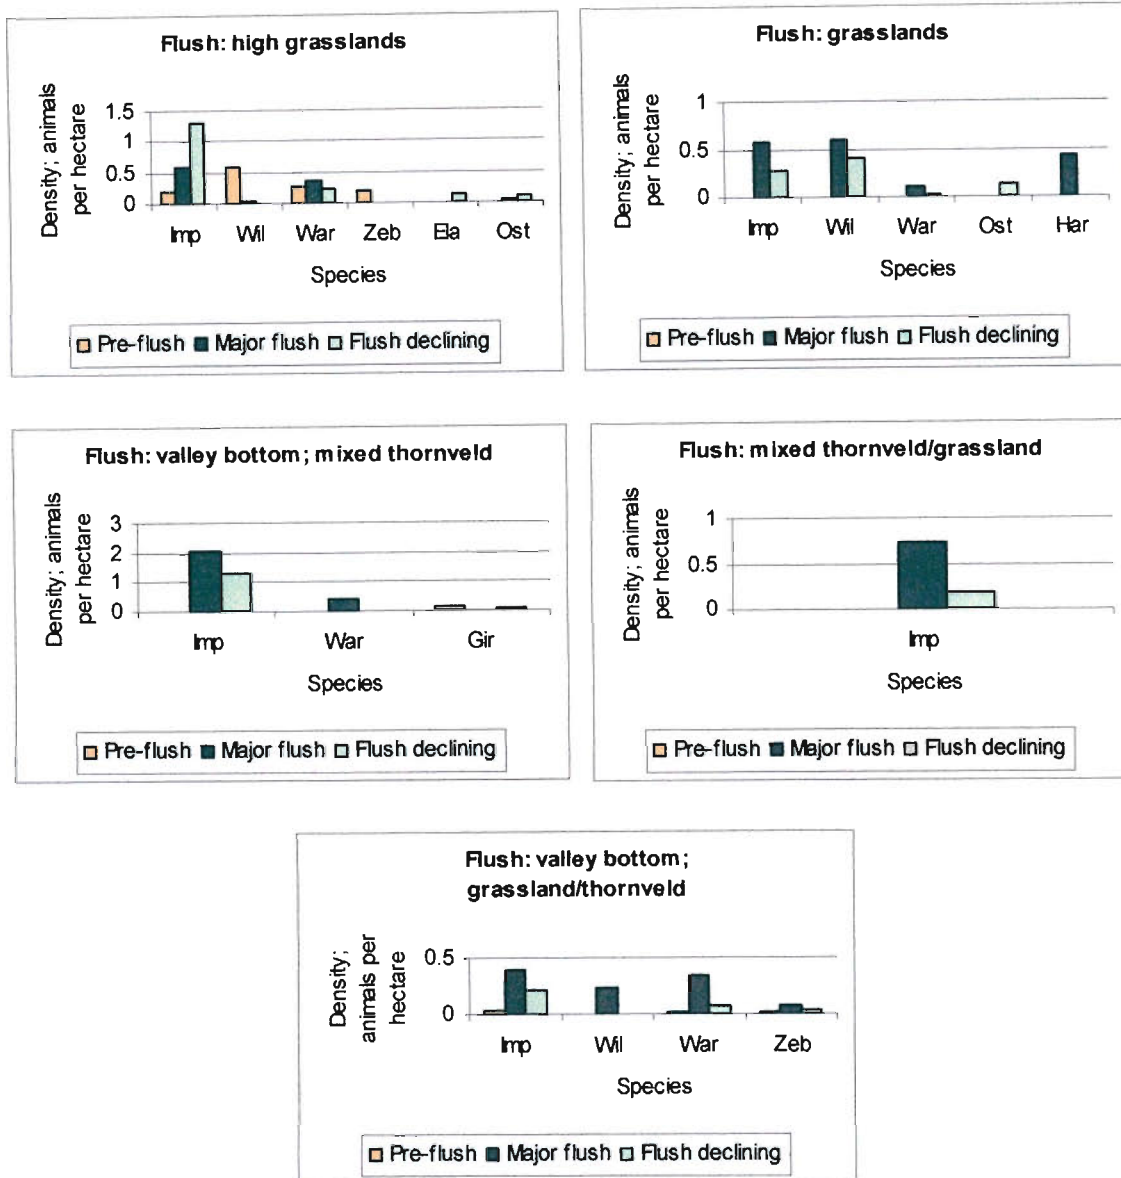 Flush: high grasslands
Density; animals
per hectare
1.5
1
0.5
0
Imp Wil War Zeb Ela Ost
Species
Pre-flush Major flush Flush declining
Flush: grasslands
Density; animals
per hectare
1
0.5
0
Imp Wil War Ost Har
Species
Pre-flush Major flush Flush declining
Flush: valley bottom; mixed thornveld
Density; animals
per hectare
3
2
1
0
Imp War Gir
Species
Pre-flush Major flush Flush declining
Flush: mixed thornveld/grassland
Density; animals
per hectare
1
0.5
0
Imp
Species
Pre-flush Major flush Flush declining
Flush: valley bottom;
grassland/thornveld
Density;
animals per
hectare
0.5
0
Imp Wil War Zeb
Species
Pre-flush Major flush Flush declining